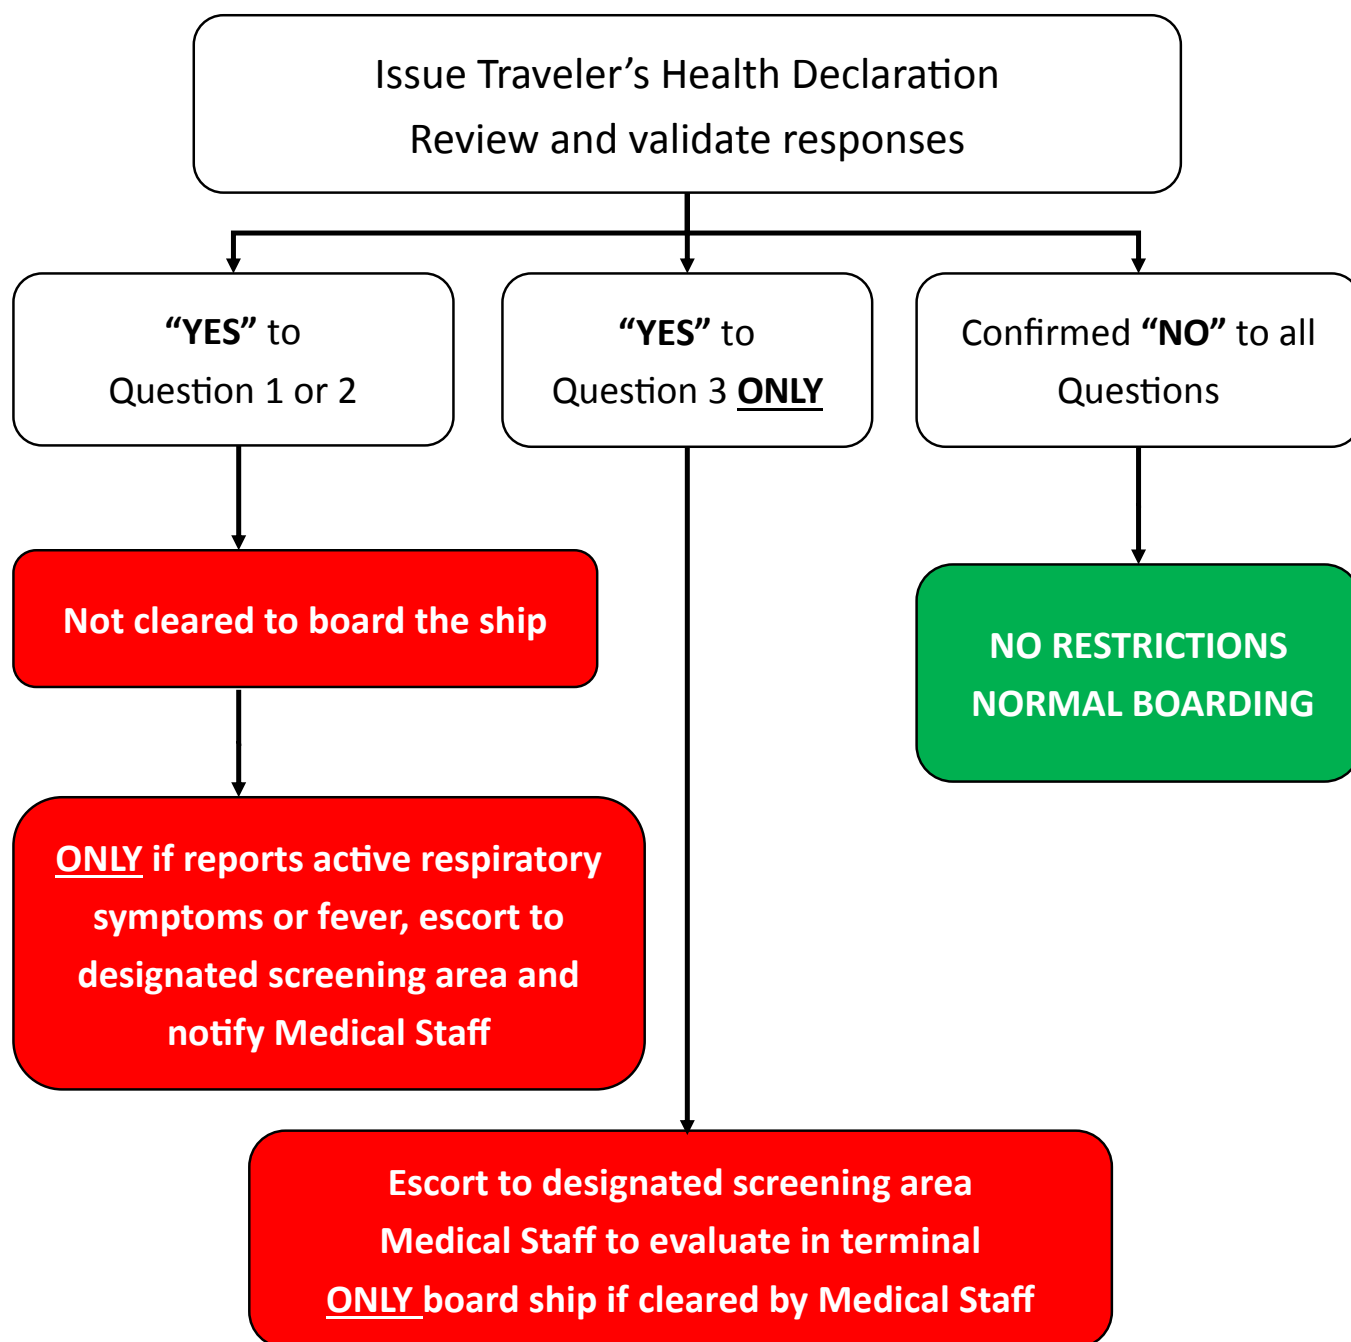 Issue Traveler’s Health Declaration
Review and validate responses
“YES” to
Question 1 or 2
“YES” to
Question 3 ONLY
Confirmed “NO” to all
Questions
Not cleared to board the ship
NO RESTRICTIONS
NORMAL BOARDING
ONLY if reports active respiratory
symptoms or fever, escort to
designated screening area and
notify Medical Staff
Escort to designated screening area
Medical Staff to evaluate in terminal
ONLY board ship if cleared by Medical Staff